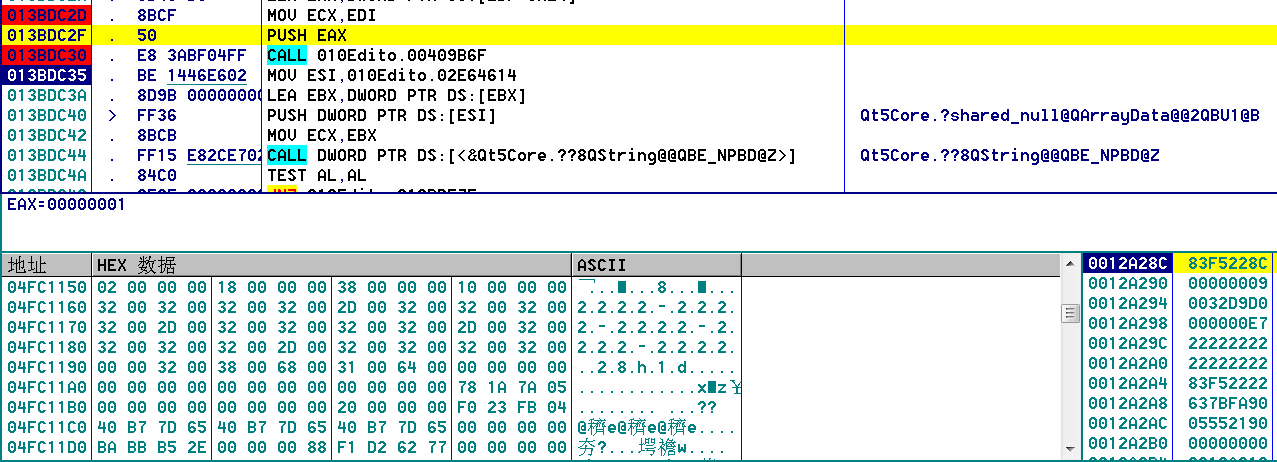 013BDC2D . 8BCF MOV ECX,EDI
013BDC2F . 50 PUSH EAX
013BDC30 . E8 3ABF04FF CALL 010Edito.00409B6F
013BDC35 . BE 1446E602 MOV ESI,010Edito.02E64614
013BDC3A . 8D9B 00000000 LEA EBX,DWORD PTR DS:[EBX]
013BDC40 > FF36 PUSH DWORD PTR DS:[ESI] Qt5Core.?shared_null@QArrayData@@2QBU1@B
013BDC42 . 8BCB MOV ECX,EBX
013BDC44 . FF15 E82CE702 CALL DWORD PTR DS:[<&Qt5Core.??8QString@@QBE_NPBD@Z>] Qt5Core.??8QString@@QBE_NPBD@Z
013BDC4A . 84C0 TEST AL,AL
EAX=00000001
地址 HEX 数据 ASCII
04FC1150 02 00 00 00 18 00 00 00 38 00 00 00 10 00 00 00
04FC1160 32 00 32 00 32 00 32 00 2D 00 32 00 32 00 32 00 2.2.2.2.-.2.2.2.
04FC1170 32 00 2D 00 32 00 32 00 32 00 32 00 2D 00 32 00 2.-.2.2.2.2.-.2.
04FC1180 32 00 32 00 32 00 2D 00 32 00 32 00 32 00 32 00 2.2.2.-.2.2.2.2.
04FC1190 00 00 32 00 38 00 68 00 31 00 64 00 00 00 00 00 ..2.8.h.1.d.....
04FC11A0 00 00 00 00 00 00 00 00 00 00 00 00 78 1A 7A 05
04FC11B0 00 00 00 00 00 00 00 00 20 00 00 00 F0 23 FB 04 ........ ...??
04FC11C0 40 B7 7D 65 40 B7 7D 65 40 B7 7D 65 00 00 00 00
04FC11D0 BA BB B5 2E 00 00 00 88 F1 D2 62 77 00 00 00 00
0012A28C 83F5228C
0012A290 00000009
0012A294 0032D9D0
0012A298 000000E7
0012A29C 22222222
0012A2A0 22222222
0012A2A4 83F52222
0012A2A8 637BFA90
0012A2AC 05552190
0012A2B0 00000000